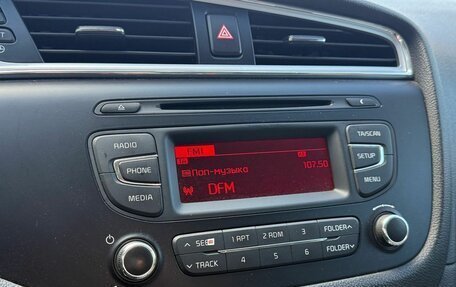 RADIO
PHONE
MEDIA
TA/SCAN
SETUP
MENU
FM1
Поп-музыка
107.50
DFM
SEEK
TRACK
1 RPT
2 RDM
3
FOLDER
4
5
6
FOLDER